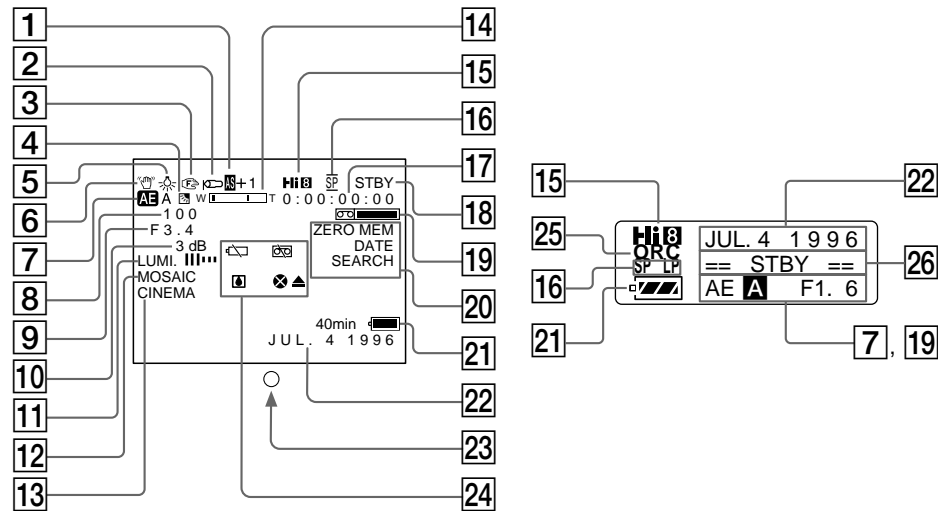 1
2
3
4
5
6
7
8
9
10
11
12
13
AS+1
Hi8 SP STBY
AE A W T 0:00:00:00
100
F3.4
3 dB
LUMI.
MOSAIC
CINEMA
ZERO MEM
DATE
SEARCH
40min
JUL. 4 1996
14
15
16
17
18
19
20
21
22
23
24
15
25
16
21
Hi8
ORC
SP LP
JUL. 4 1996
== STBY ==
AE A F1. 6
22
26
7, 19